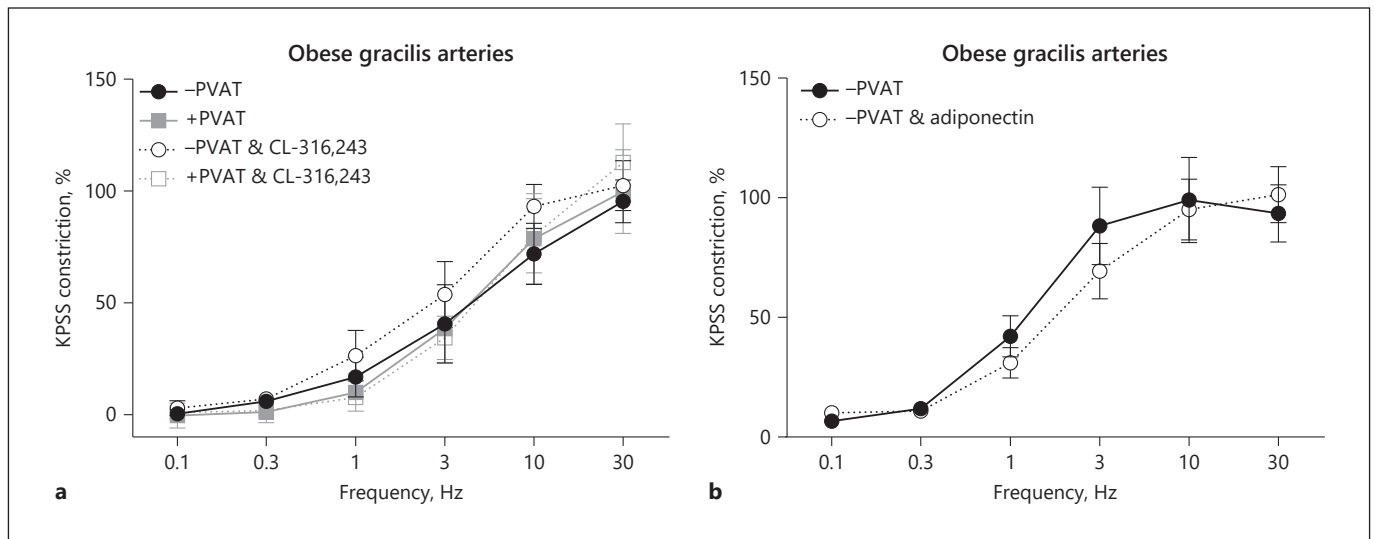 Obese gracilis arteries
150
100
50
0
KPSS constriction, %
–PVAT
+PVAT
–PVAT & CL-316,243
+PVAT & CL-316,243
0.1 0.3 1 3 10 30
Frequency, Hz
a
Obese gracilis arteries
150
100
50
0
KPSS constriction, %
–PVAT
–PVAT & adiponectin
0.1 0.3 1 3 10 30
Frequency, Hz
b